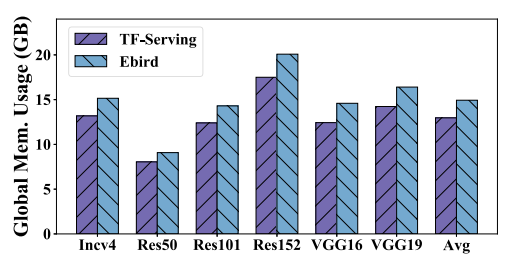 Global Mem. Usage (GB)
TF-Serving
Ebird
20
15
10
5
0
Incv4 Res50 Res101 Res152 VGG16 VGG19 Avg